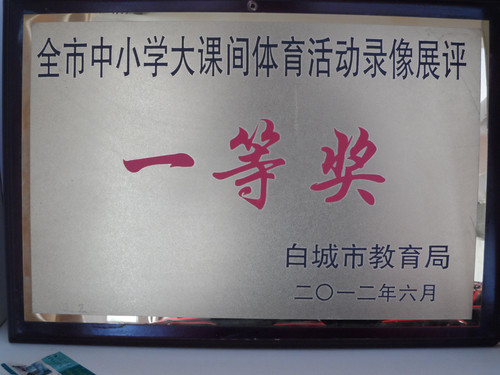 全市中小学大课间体育活动录像展评
一等奖
白城市教育局
二〇一二年六月